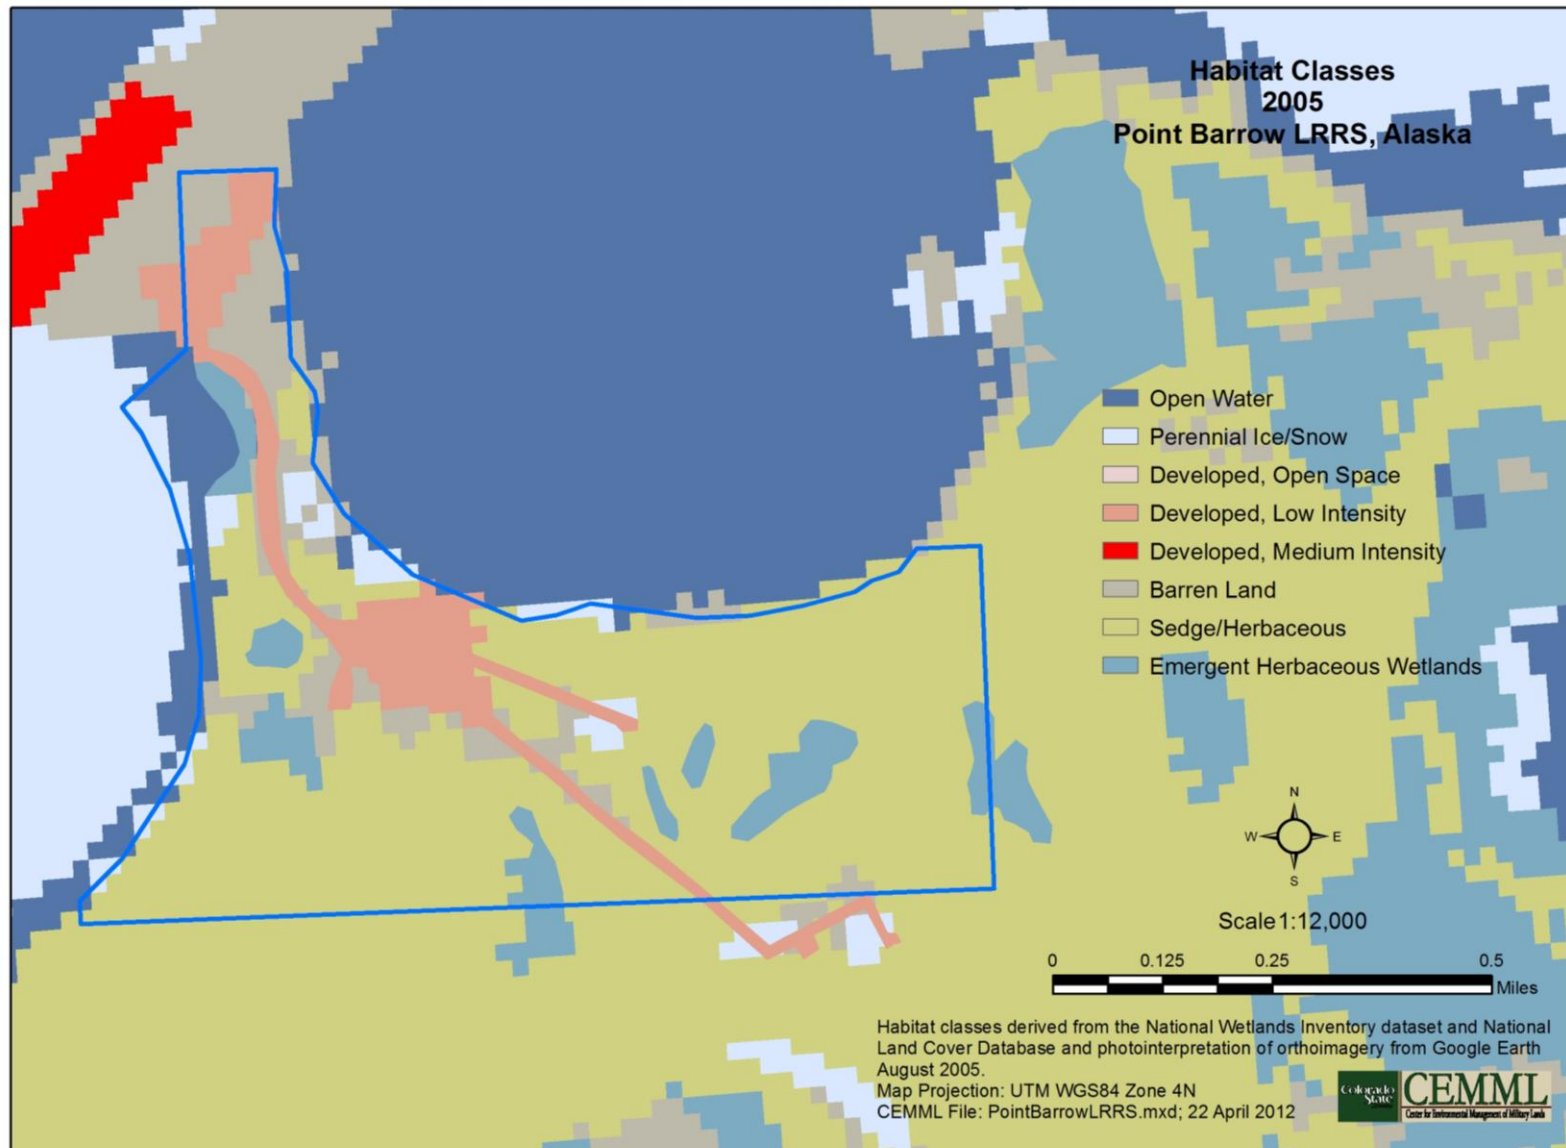 Habitat Classes
2005
Point Barrow LRRS, Alaska
Open Water
Perennial Ice/Snow
Developed, Open Space
Developed, Low Intensity
Developed, Medium Intensity
Barren Land
Sedge/Herbaceous
Emergent Herbaceous Wetlands
N
W E
S
Scale 1:12,000
0 0.125 0.25 0.5
Miles
Habitat classes derived from the National Wetlands Inventory dataset and National
Land Cover Database and photointerpretation of orthoimagery from Google Earth
August 2005.
Map Projection: UTM WGS84 Zone 4N
CEMML File: PointBarrowLRRS.mxd; 22 April 2012
Colorado
State
CEMML
Center for Environmental Management of Military Lands